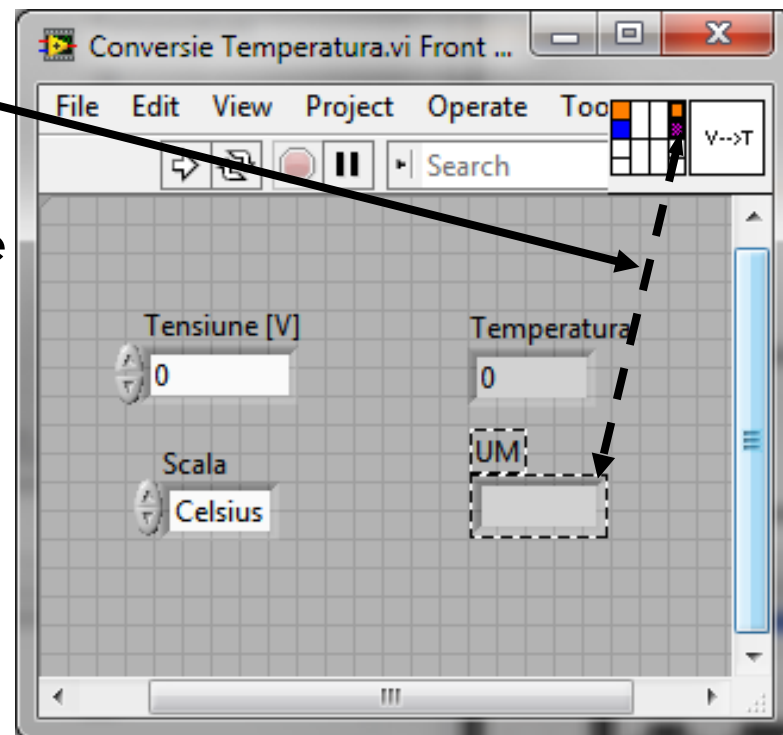 Conversie Temperatura.vi Front ...
File Edit View Project Operate Too
Search
V-->T
e
Tensiune [V]
Temperatura
0
0
Scala
UM
Celsius